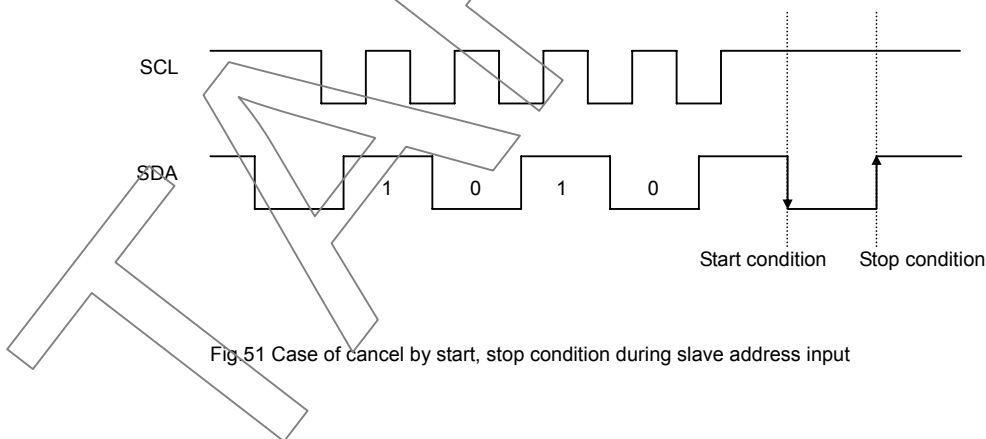 SCL
SDA
1 0 1 0
Start condition Stop condition
Fig.51 Case of cancel by start, stop condition during slave address input